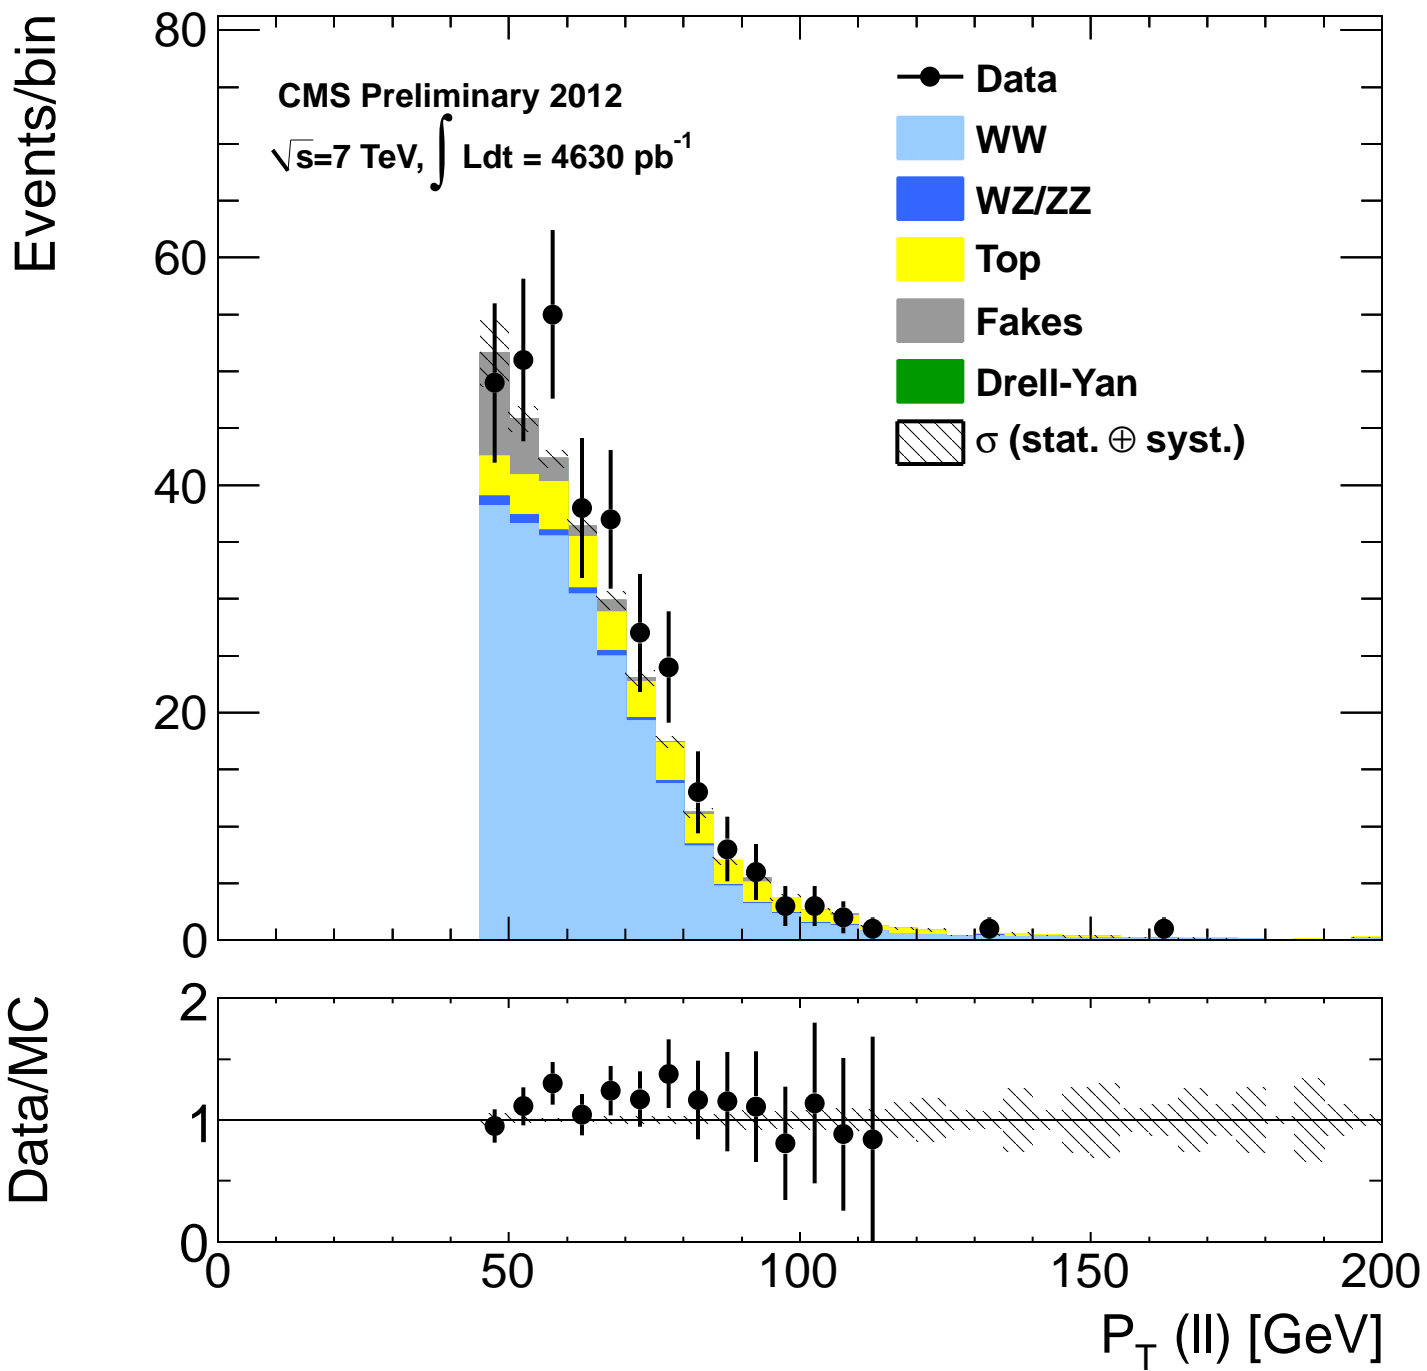 Events/bin
80
60
40
20
0
CMS Preliminary 2012
√s=7 TeV, ∫ Ldt = 4630 pb⁻¹
Data
WW
WZ/ZZ
Top
Fakes
Drell-Yan
σ (stat. ⊕ syst.)
Data/MC
2
1
0
0 50 100 150 200
P_T (ll) [GeV]